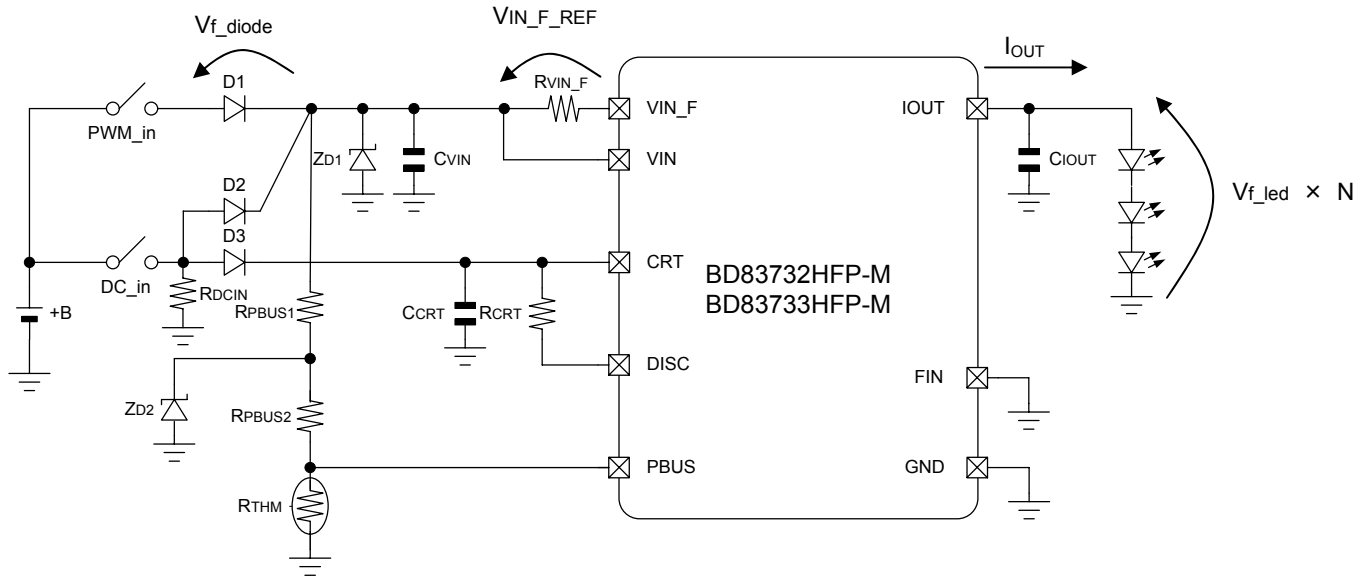 Vf_diode
VIN_F_REF
IOUT
D1
RVIN_F
PWM_in
ZD1
CVIN
VIN_F
VIN
IOUT
CIOUT
D2
D3
DC_in
RDCIN
+B
RPBUS1
CCRT
RCRT
CRT
BD83732HFP-M
BD83733HFP-M
Vf_led × N
DISC
FIN
ZD2
RPBUS2
PBUS
GND
RTHM